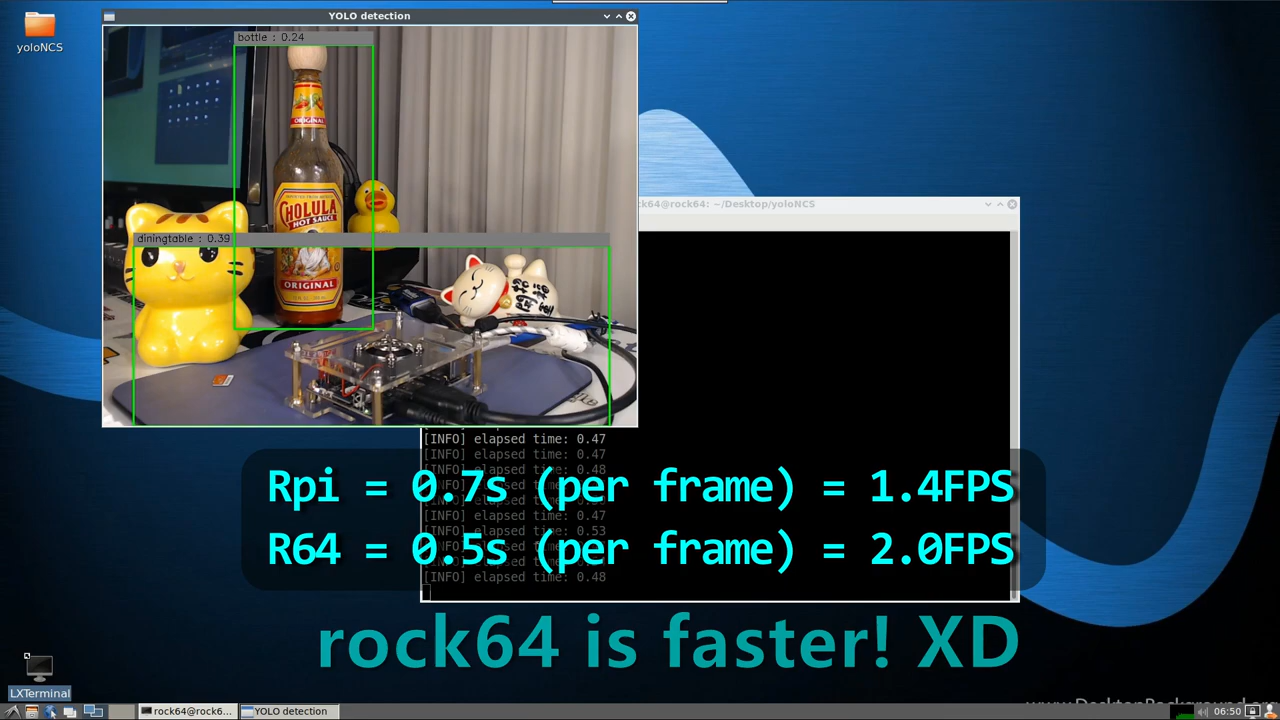 YOLO detection
yoloNCS
bottle : 0.24
ORIGINAL
CHOLULA
HOT SAUCE
ORIGINAL
diningtable : 0.39
ck64@rock64: ~/Desktop/yoloNCS
[INFO] elapsed time: 0.47
[INFO] elapsed time: 0.47
[INFO] elapsed time: 0.48
Rpi = 0.7s (per frame) = 1.4FPS
[INFO] elapsed time: 0.47
[INFO] elapsed time: 0.53
R64 = 0.5s (per frame) = 2.0FPS
[INFO] elapsed time: 0.48
rock64 is faster! XD
LXTerminal
rock64@rock6...
YOLO detection
06:50